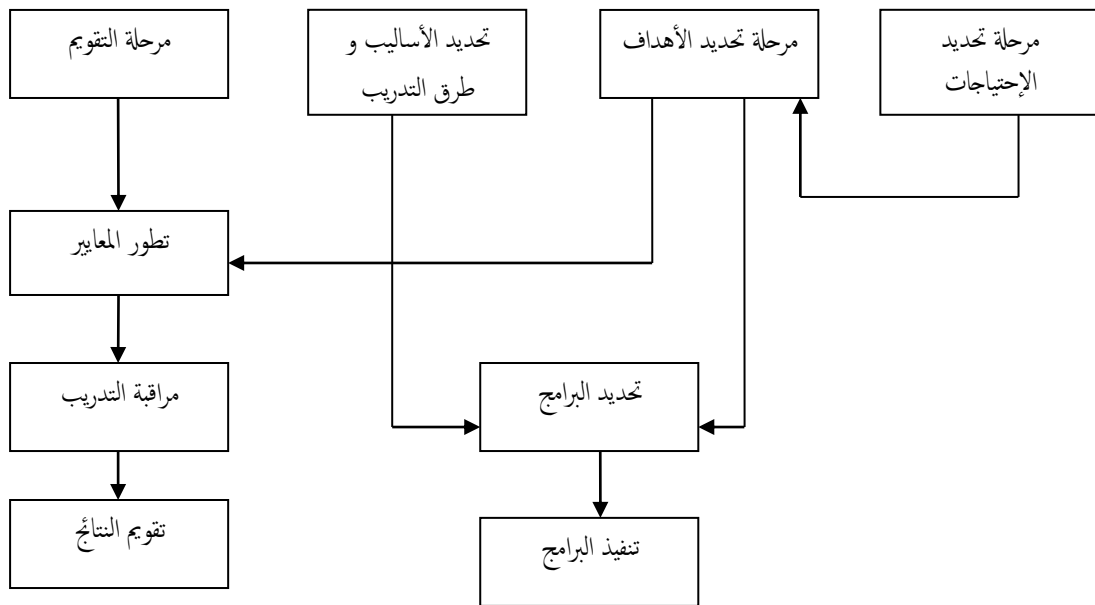 مرحلة تحديد
الإحتياجات
مرحلة تحديد الأهداف
تحديد الأساليب و
طرق التدريب
مرحلة التقويم
تطور المعايير
تحديد البرامج
مراقبة التدريب
تنفيذ البرامج
تقويم النتائج